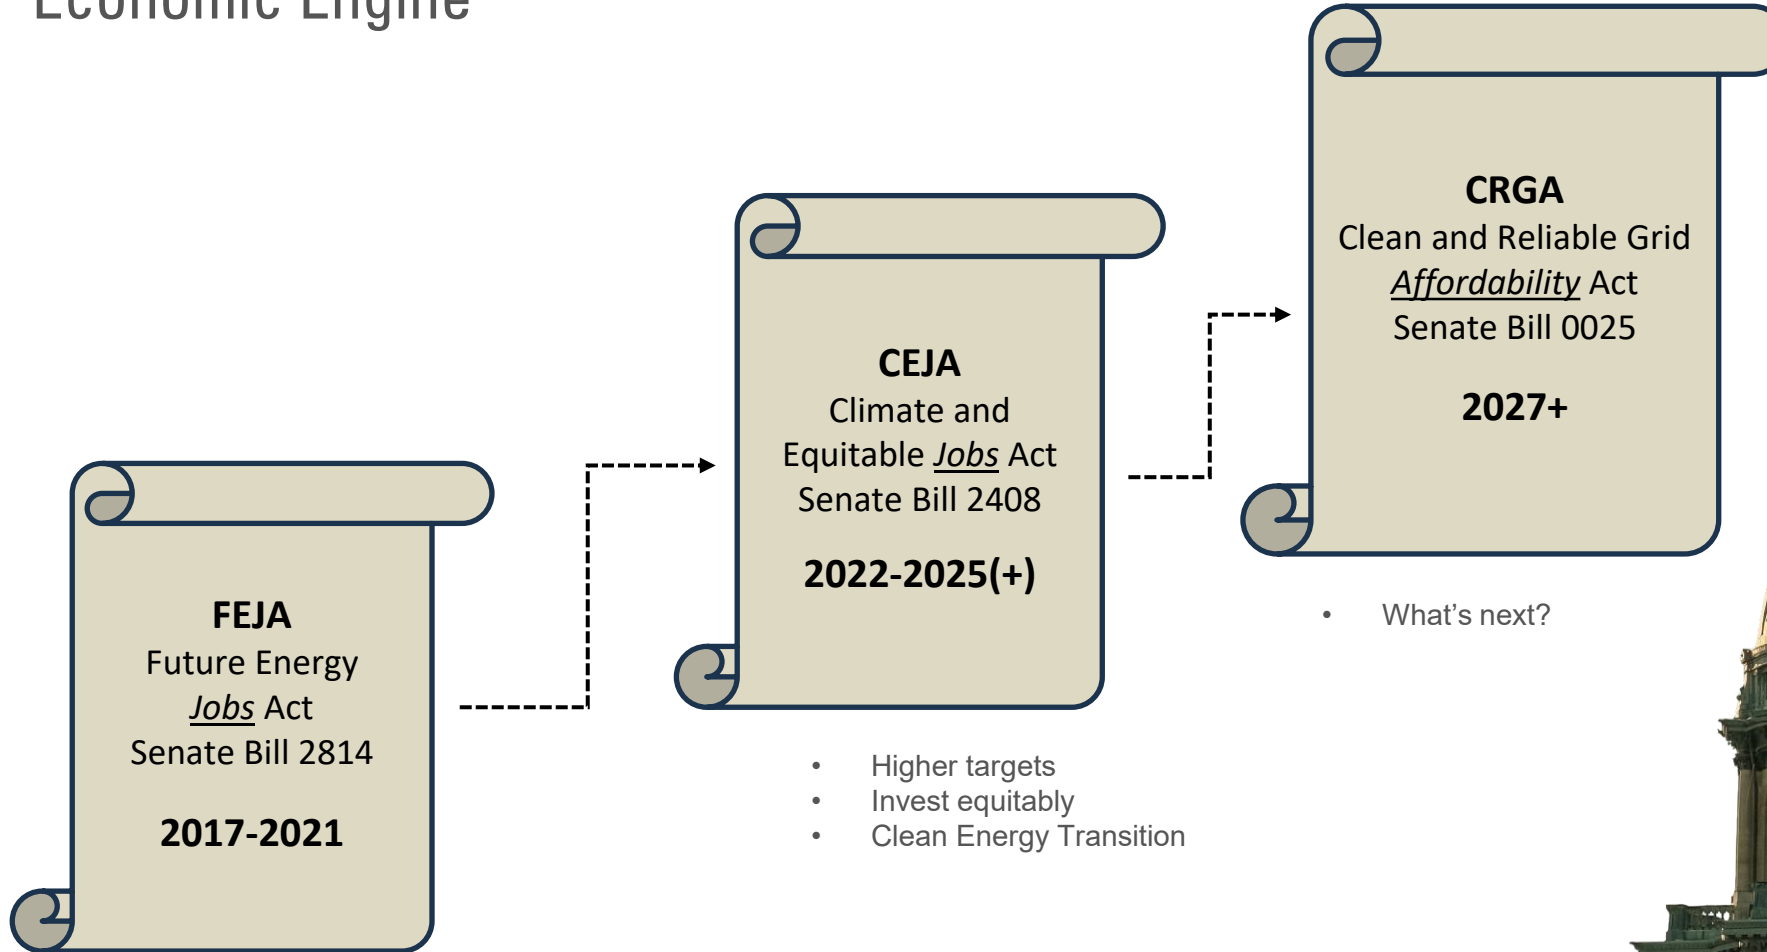 Economic Engine
FEJA
Future Energy
Jobs Act
Senate Bill 2814
2017-2021
CEJA
Climate and
Equitable Jobs Act
Senate Bill 2408
2022-2025(+)
• Higher targets
• Invest equitably
• Clean Energy Transition
CRGA
Clean and Reliable Grid
Affordability Act
Senate Bill 0025
2027+
• What’s next?